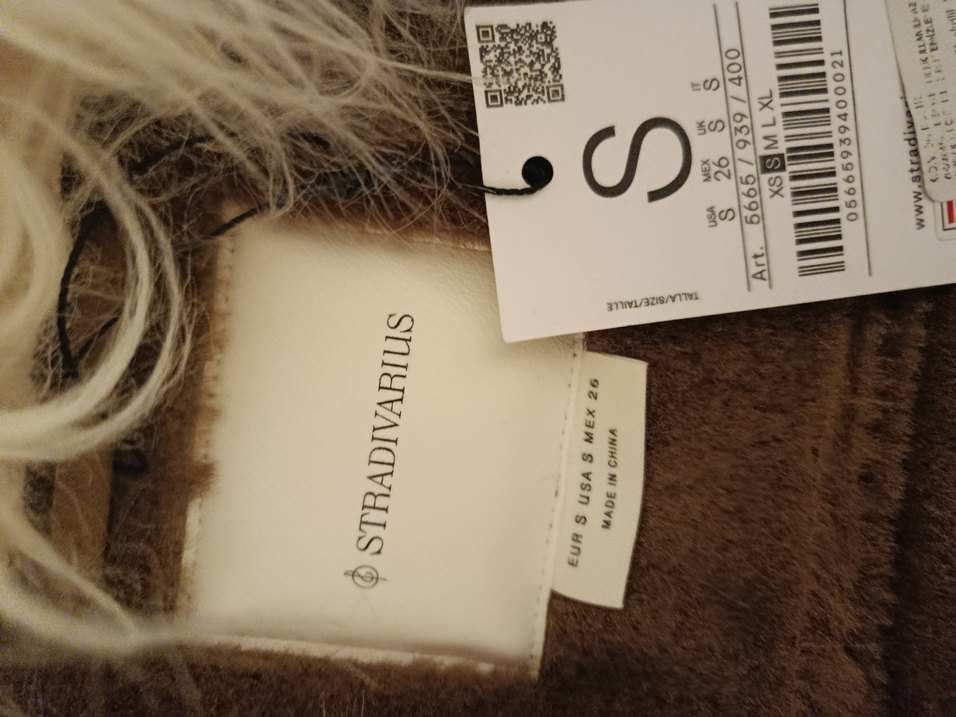 STRADIVARIUS
EUR S USA S MEX 26
MADE IN CHINA
TALLA/SIZE/TAILLE
S
USA MEX UK IT
S 26 S S
Art. 5665 / 939 / 400
XS S M L XL
05665939400021
www.stradivari